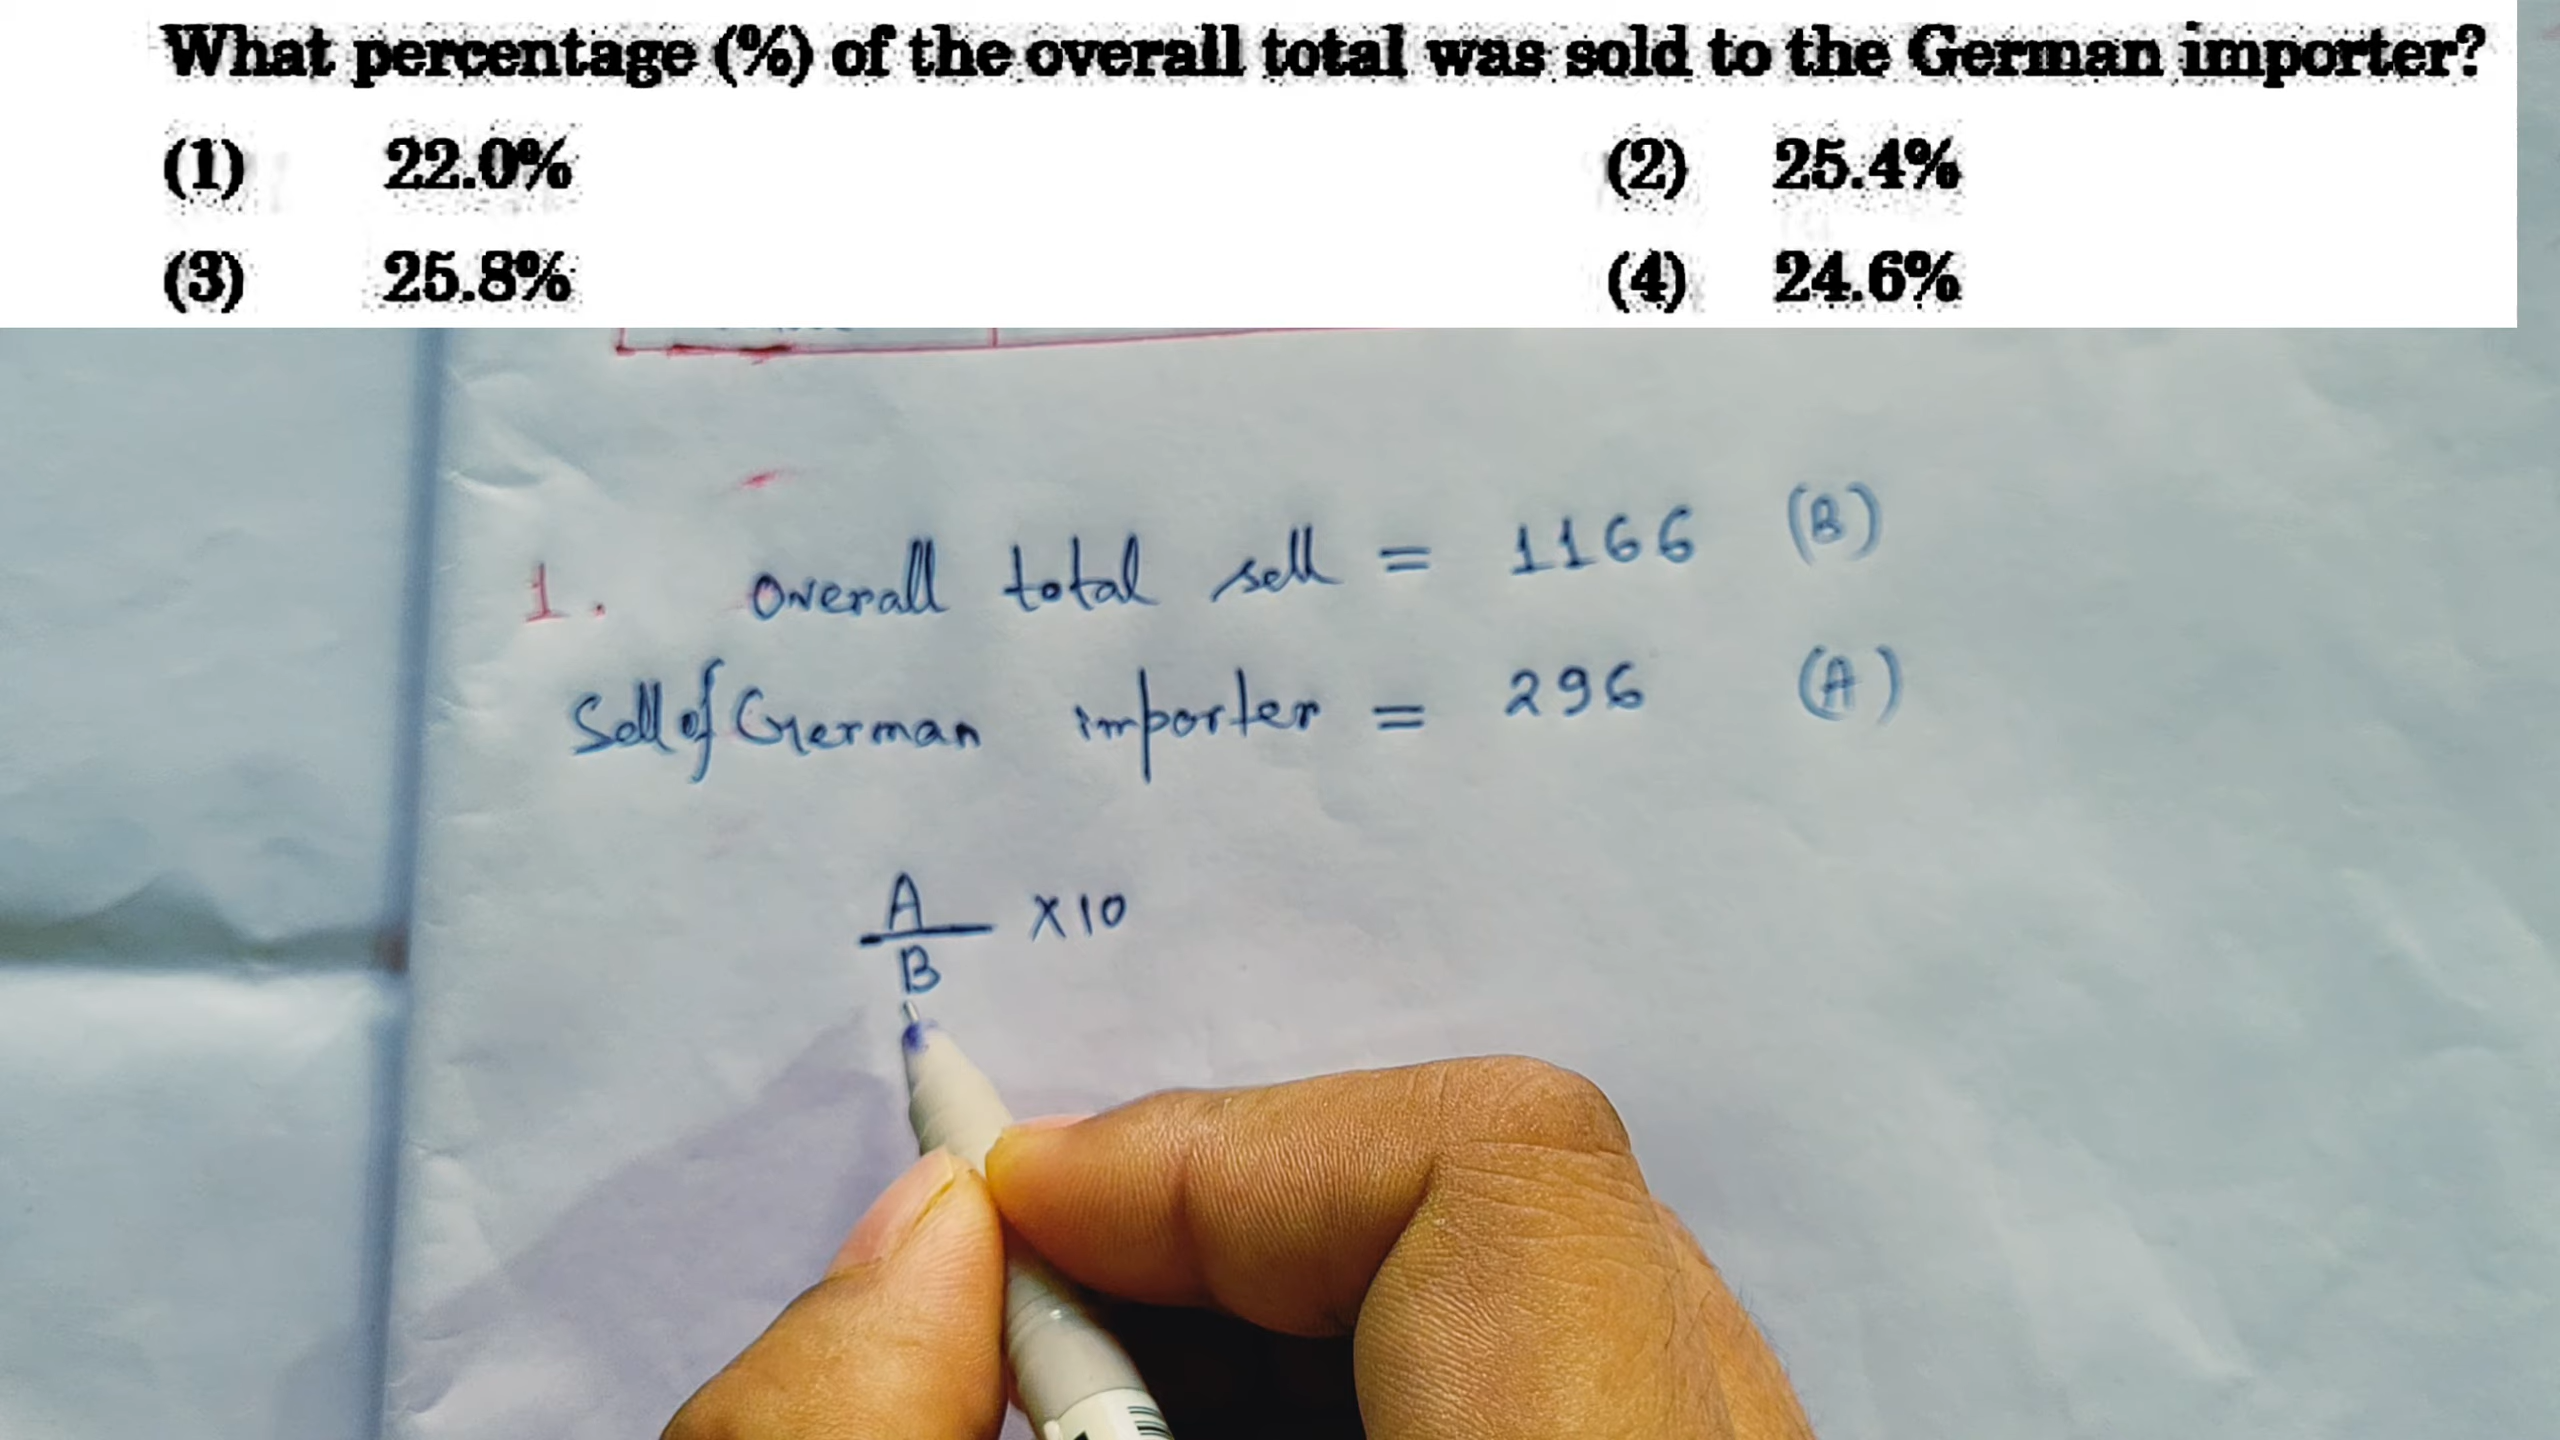 What percentage (%) of the overall total was sold to the German importer?
(1) 22.0% (2) 25.4%
(3) 25.8% (4) 24.6%
1. Overall total sell = 1166 (B)
Sell of German importer = 296 (A)
A
B
×10